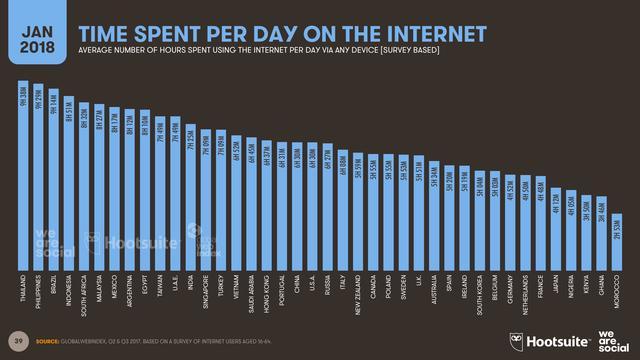 JAN
2018
TIME SPENT PER DAY ON THE INTERNET
AVERAGE NUMBER OF HOURS SPENT USING THE INTERNET PER DAY VIA ANY DEVICE [SURVEY BASED]
9H 38M
9H 29M
9H 14M
8H 51M
8H 32M
8H 27M
8H 17M
8H 12M
8H 10M
7H 49M
7H 49M
7H 25M
7H 09M
7H 09M
6H 52M
6H 45M
6H 37M
6H 31M
6H 30M
6H 30M
6H 27M
6H 08M
5H 59M
5H 55M
5H 55M
5H 53M
5H 51M
5H 34M
5H 20M
5H 19M
5H 04M
5H 03M
4H 52M
4H 50M
4H 48M
4H 12M
4H 05M
3H 50M
3H 46M
2H 53M
we
are.
social
Hootsuite
THAILAND
PHILIPPINES
BRAZIL
INDONESIA
SOUTH AFRICA
MALAYSIA
MEXICO
ARGENTINA
EGYPT
TAIWAN
U.A.E.
INDIA
SINGAPORE
TURKEY
VIETNAM
SAUDI ARABIA
HONG KONG
PORTUGAL
CHINA
U.S.A.
RUSSIA
ITALY
NEW ZEALAND
CANADA
POLAND
SWEDEN
U.K.
AUSTRALIA
SPAIN
IRELAND
SOUTH KOREA
BELGIUM
GERMANY
NETHERLANDS
FRANCE
JAPAN
NIGERIA
KENYA
GHANA
MOROCCO
39
SOURCE: GLOBALWEBINDEX, Q2 & Q3 2017. BASED ON A SURVEY OF INTERNET USERS AGED 16-64.
Hootsuite™
we
are.
social